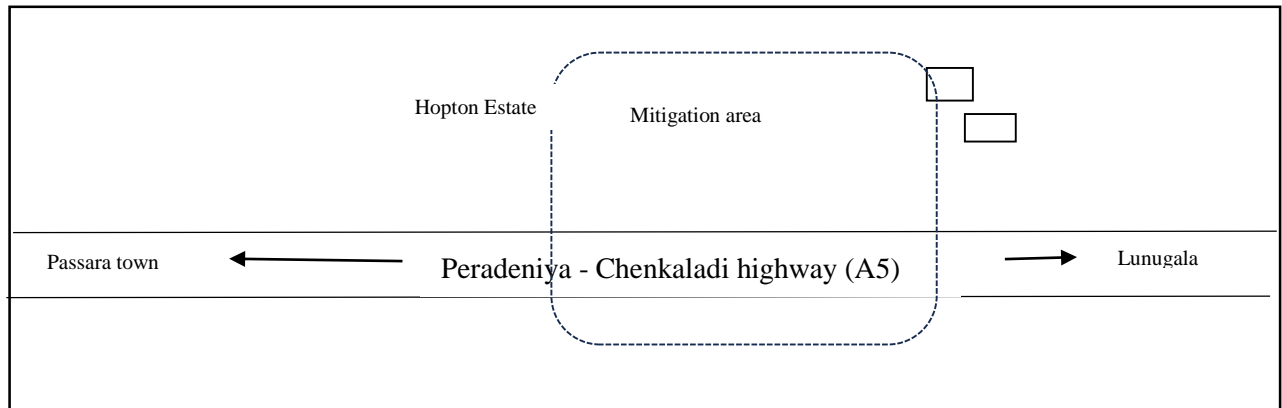 Hopton Estate
Mitigation area
Passara town
Peradeniya - Chenkaladi highway (A5)
Lunugala